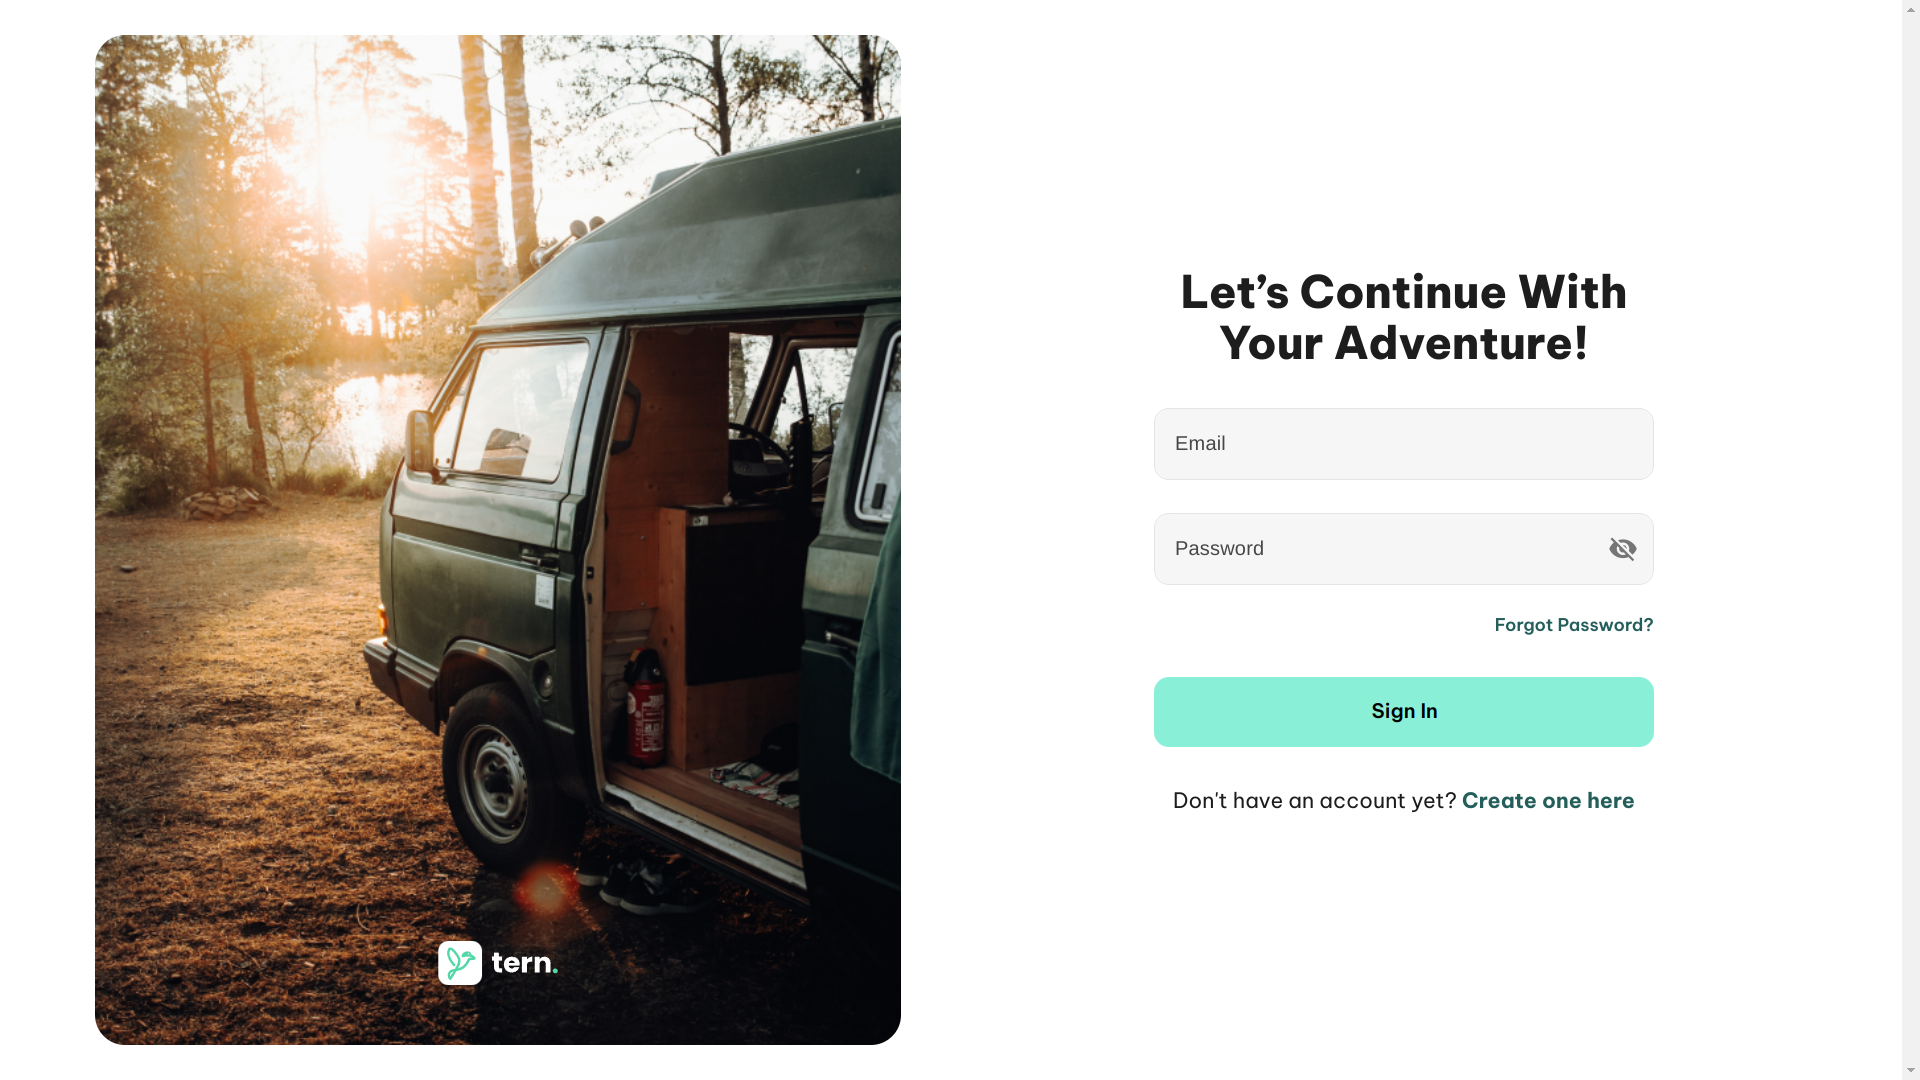 Let’s Continue With
Your Adventure!
Email
Password
Forgot Password?
Sign In
Don't have an account yet? Create one here
tern.